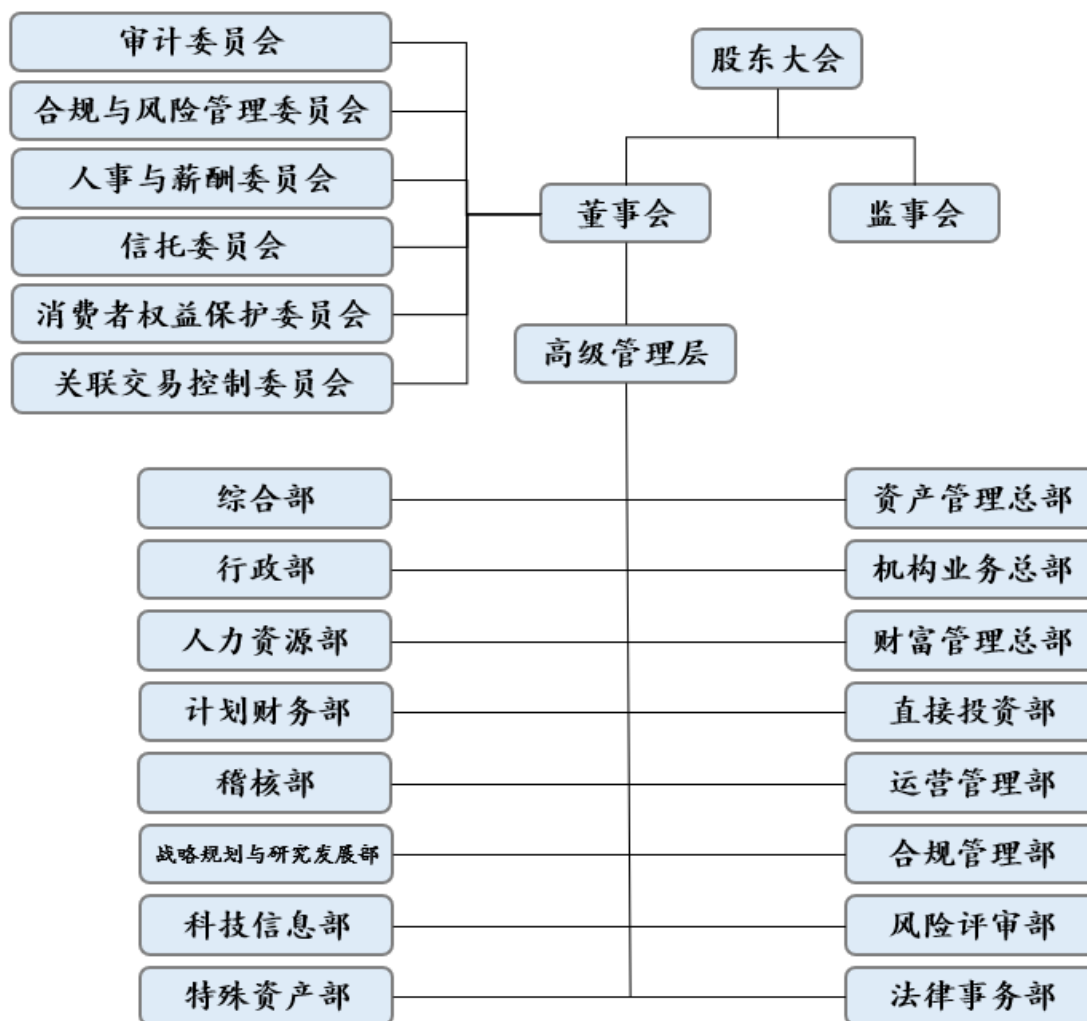 审计委员会
股东大会
合规与风险管理委员会
人事与薪酬委员会
董事会
监事会
信托委员会
消费者权益保护委员会
高级管理层
关联交易控制委员会
综合部
资产管理总部
行政部
机构业务总部
人力资源部
财富管理总部
计划财务部
直接投资部
稽核部
运营管理部
战略规划与研究发展部
合规管理部
科技信息部
风险评审部
特殊资产部
法律事务部